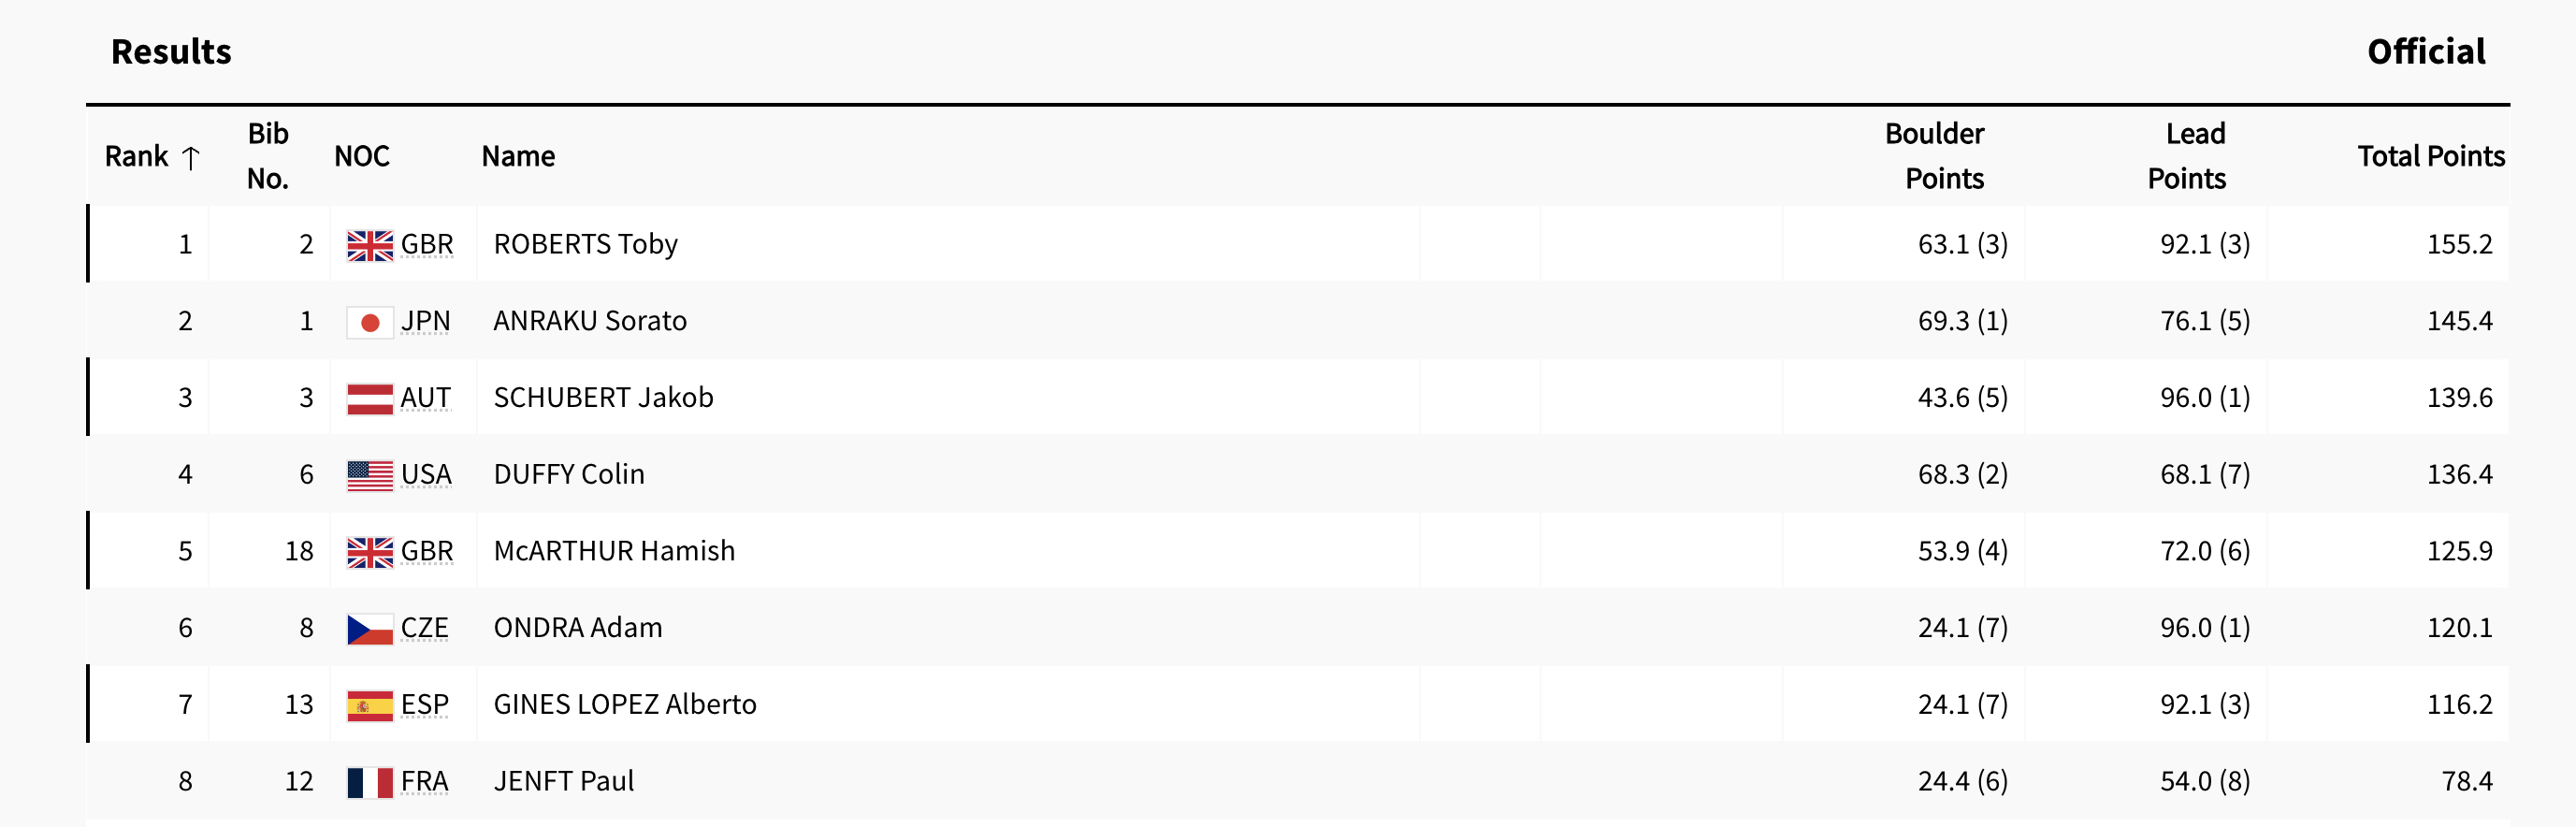 Results Official
Rank ↑ Bib No. NOC Name Boulder Points Lead Points Total Points
1 2 GBR ROBERTS Toby 63.1 (3) 92.1 (3) 155.2
2 1 JPN ANRAKU Sorato 69.3 (1) 76.1 (5) 145.4
3 3 AUT SCHUBERT Jakob 43.6 (5) 96.0 (1) 139.6
4 6 USA DUFFY Colin 68.3 (2) 68.1 (7) 136.4
5 18 GBR McARTHUR Hamish 53.9 (4) 72.0 (6) 125.9
6 8 CZE ONDRA Adam 24.1 (7) 96.0 (1) 120.1
7 13 ESP GINES LOPEZ Alberto 24.1 (7) 92.1 (3) 116.2
8 12 FRA JENFT Paul 24.4 (6) 54.0 (8) 78.4